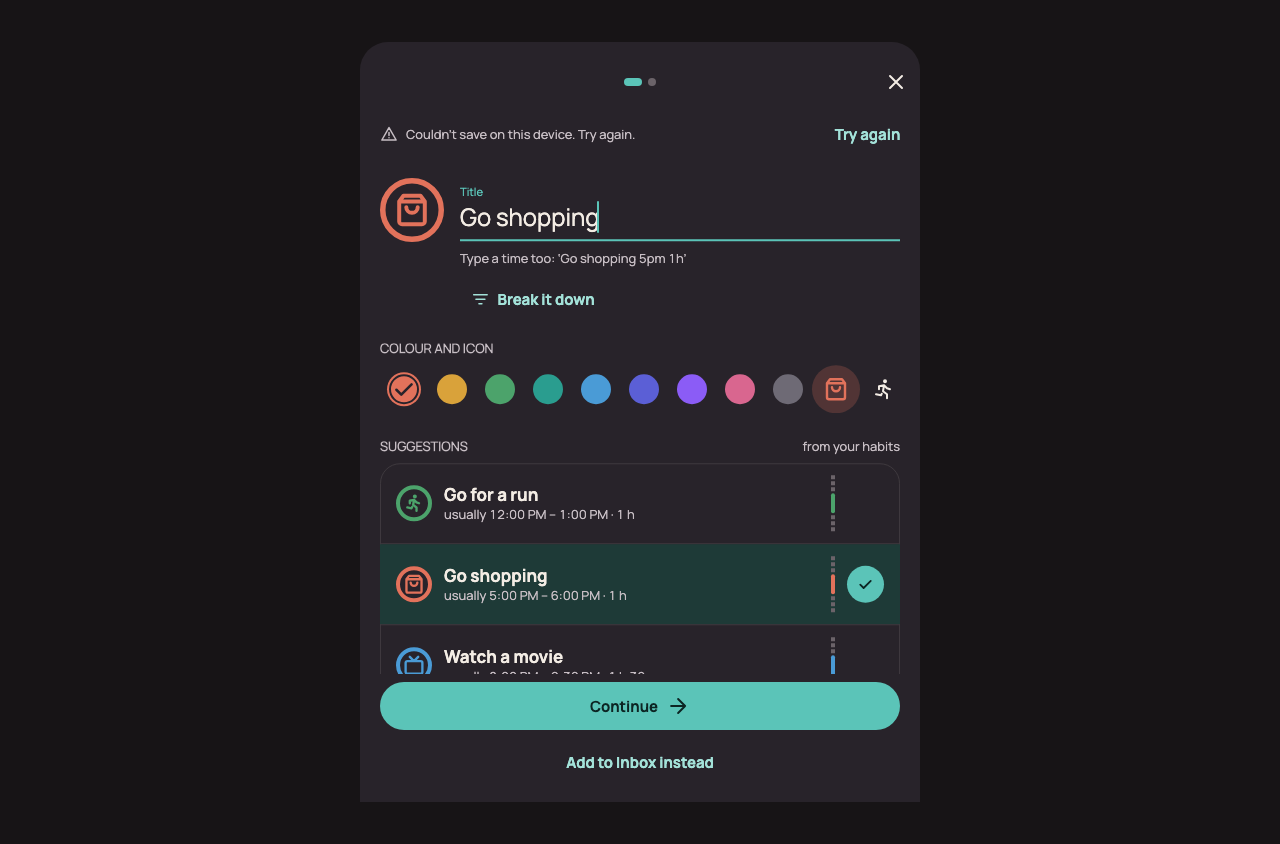 Couldn't save on this device. Try again.
Try again
Title
Go shopping
Type a time too: 'Go shopping 5pm 1h'
Break it down
COLOUR AND ICON
SUGGESTIONS
from your habits
Go for a run
usually 12:00 PM – 1:00 PM · 1 h
Go shopping
usually 5:00 PM – 6:00 PM · 1 h
Watch a movie
Continue
Add to Inbox instead